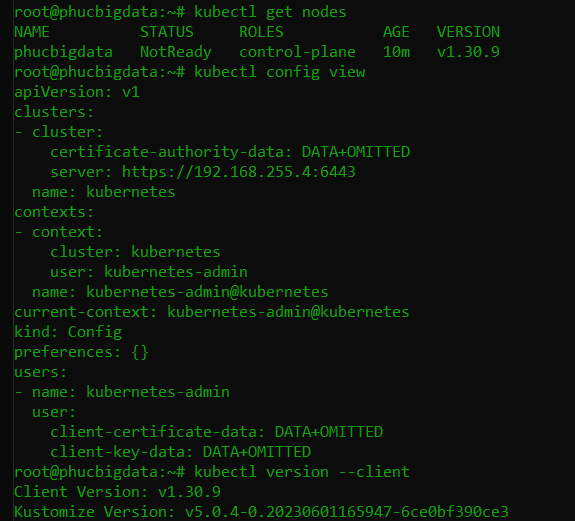 root@phucbigdata:~# kubectl get nodes
NAME          STATUS     ROLES           AGE   VERSION
phucbigdata   NotReady   control-plane   10m   v1.30.9
root@phucbigdata:~# kubectl config view
apiVersion: v1
clusters:
- cluster:
    certificate-authority-data: DATA+OMITTED
    server: https://192.168.255.4:6443
  name: kubernetes
contexts:
- context:
    cluster: kubernetes
    user: kubernetes-admin
  name: kubernetes-admin@kubernetes
current-context: kubernetes-admin@kubernetes
kind: Config
preferences: {}
users:
- name: kubernetes-admin
  user:
    client-certificate-data: DATA+OMITTED
    client-key-data: DATA+OMITTED
root@phucbigdata:~# kubectl version --client
Client Version: v1.30.9
Kustomize Version: v5.0.4-0.20230601165947-6ce0bf390ce3